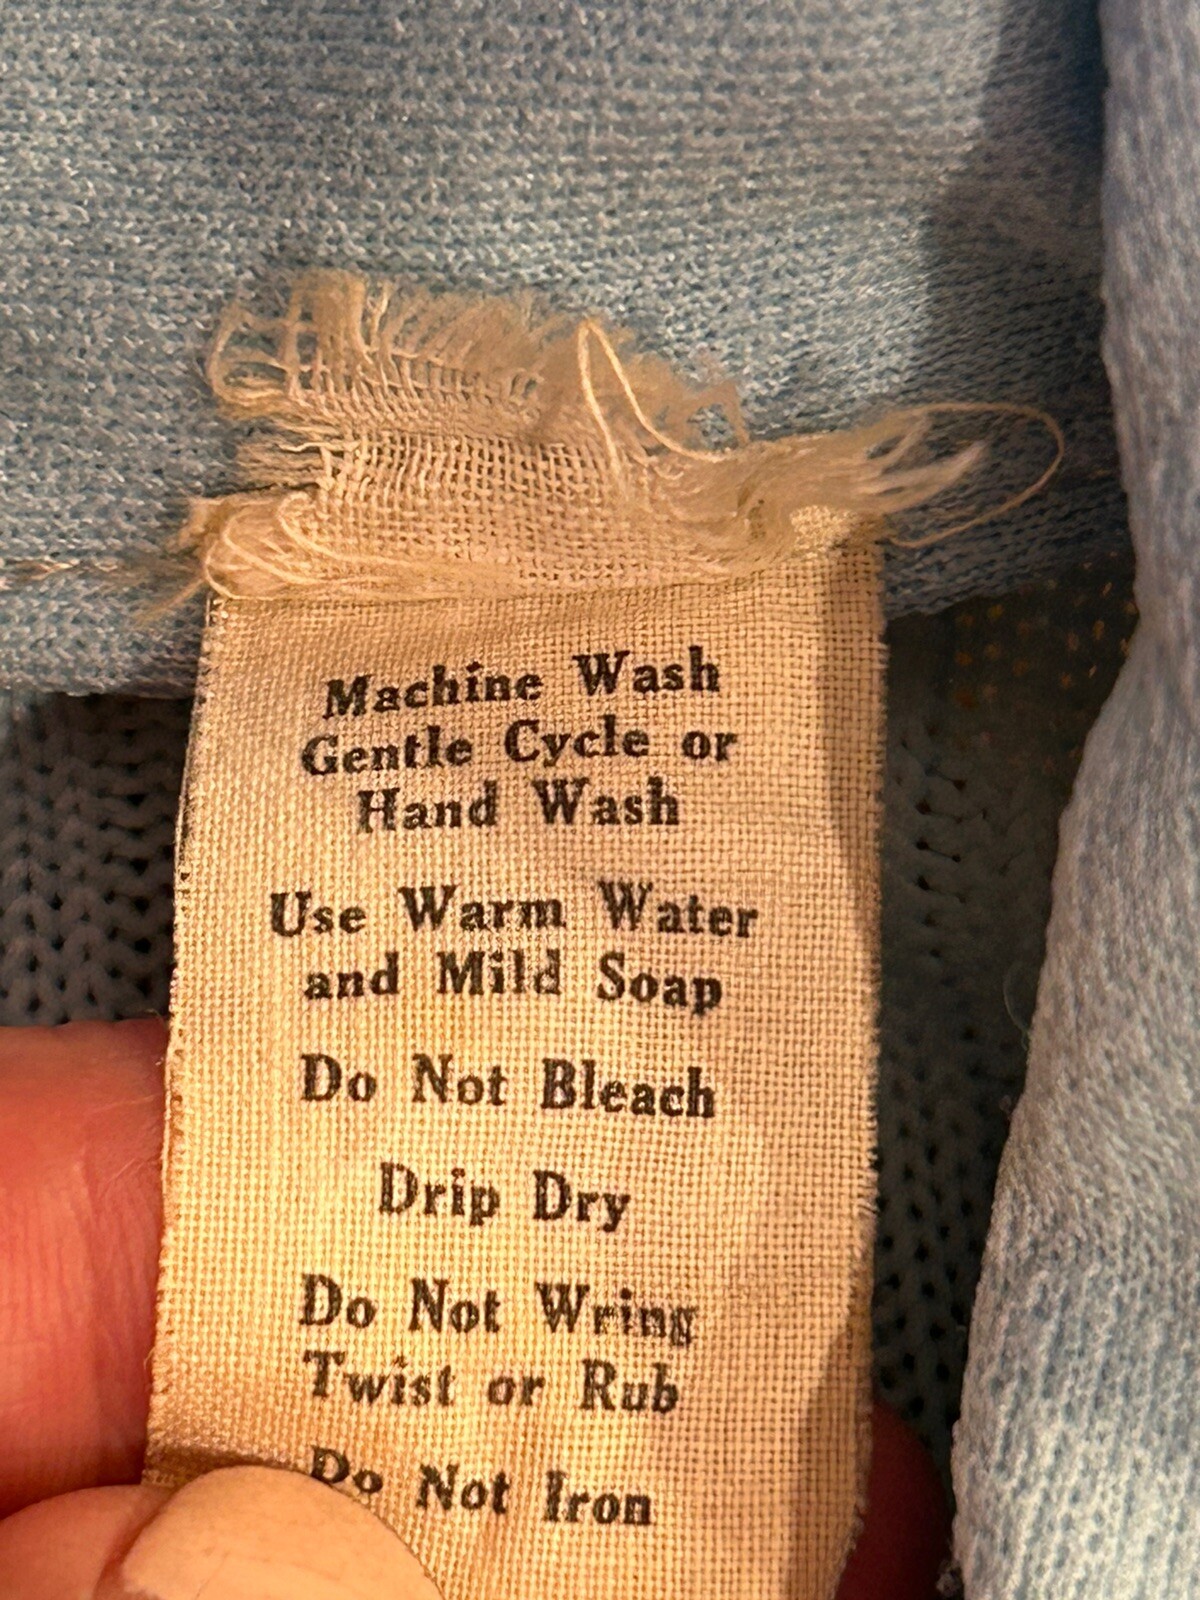 Machine Wash
Gentle Cycle or
Hand Wash
Use Warm Water
and Mild Soap
Do Not Bleach
Drip Dry
Do Not Wring
Twist or Rub
Do Not Iron